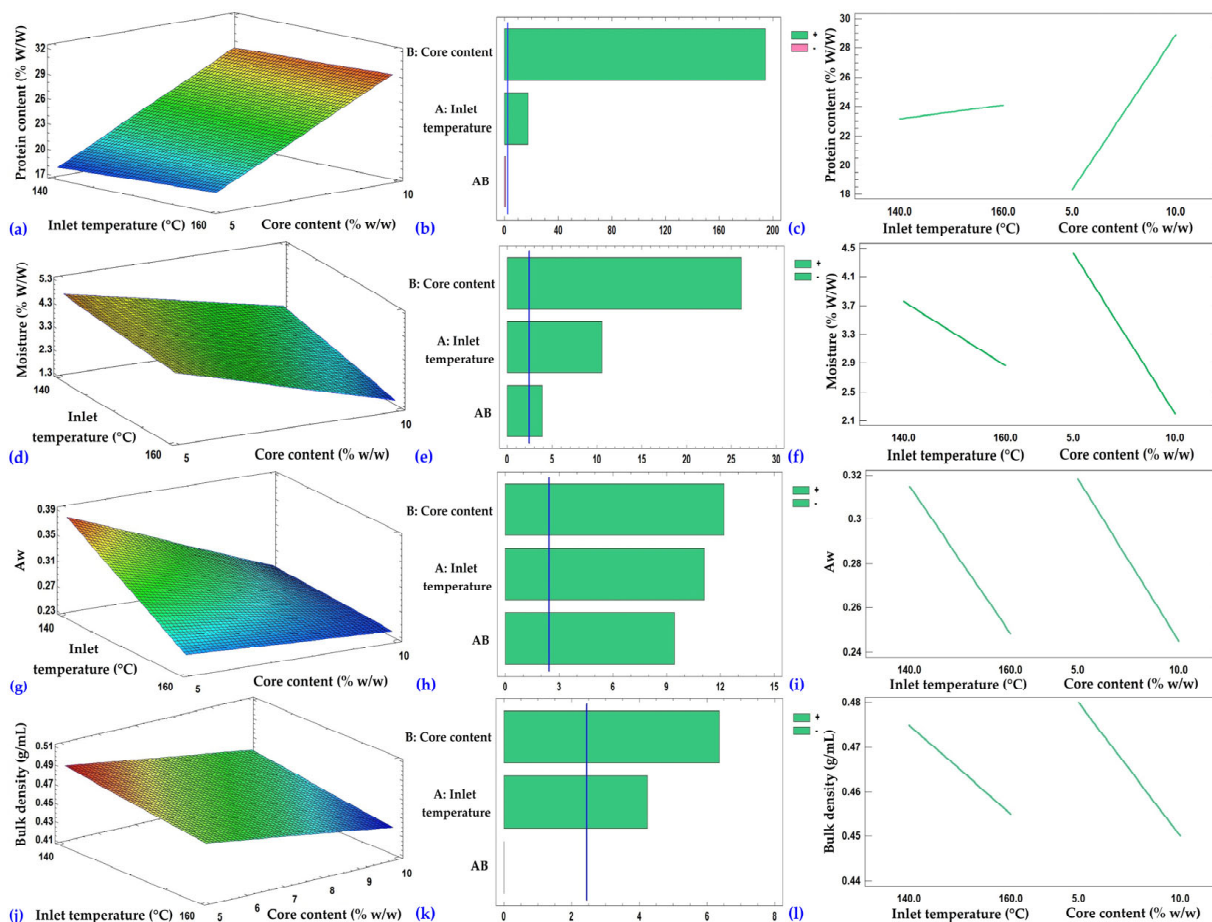 32
29
26
23
20
17
Protein content (% W/W)
140
Inlet temperature (°C)
160
5
Core content (% w/w)
10
(a)
B: Core content
A: Inlet
temperature
AB
0
40
80
120
160
200
+
-
(b)
30
28
26
24
22
20
18
Protein content (% W/W)
140.0
160.0
5.0
10.0
Inlet temperature (°C)
Core content (% w/w)
(c)
5.3
4.3
3.3
2.3
1.3
Moisture (% W/W)
140
Inlet
temperature (°C)
160
5
Core content (% w/w)
10
(d)
B: Core content
A: Inlet
temperature
AB
0
5
10
15
20
25
30
+
-
(e)
4.5
4.1
3.7
3.3
2.9
2.5
2.1
Moisture (% W/W)
140.0
160.0
5.0
10.0
Inlet temperature (°C)
Core content (% w/w)
(f)
0.39
0.35
0.31
0.27
0.23
Aw
140
Inlet
temperature (°C)
160
5
Core content (% w/w)
10
(g)
B: Core content
A: Inlet
temperature
AB
0
3
6
9
12
15
+
-
(h)
0.32
0.3
0.28
0.26
0.24
Aw
140.0
160.0
5.0
10.0
Inlet temperature (°C)
Core content (% w/w)
(i)
0.51
0.49
0.47
0.45
0.43
0.41
Bulk density (g/mL)
140
Inlet temperature (°C)
160
5
6
7
8
9
10
Core content (% w/w)
(j)
B: Core content
A: Inlet
temperature
AB
0
2
4
6
8
+
-
(k)
0.48
0.47
0.46
0.45
0.44
Bulk density (g/mL)
140.0
160.0
5.0
10.0
Inlet temperature (°C)
Core content (% w/w)
(l)